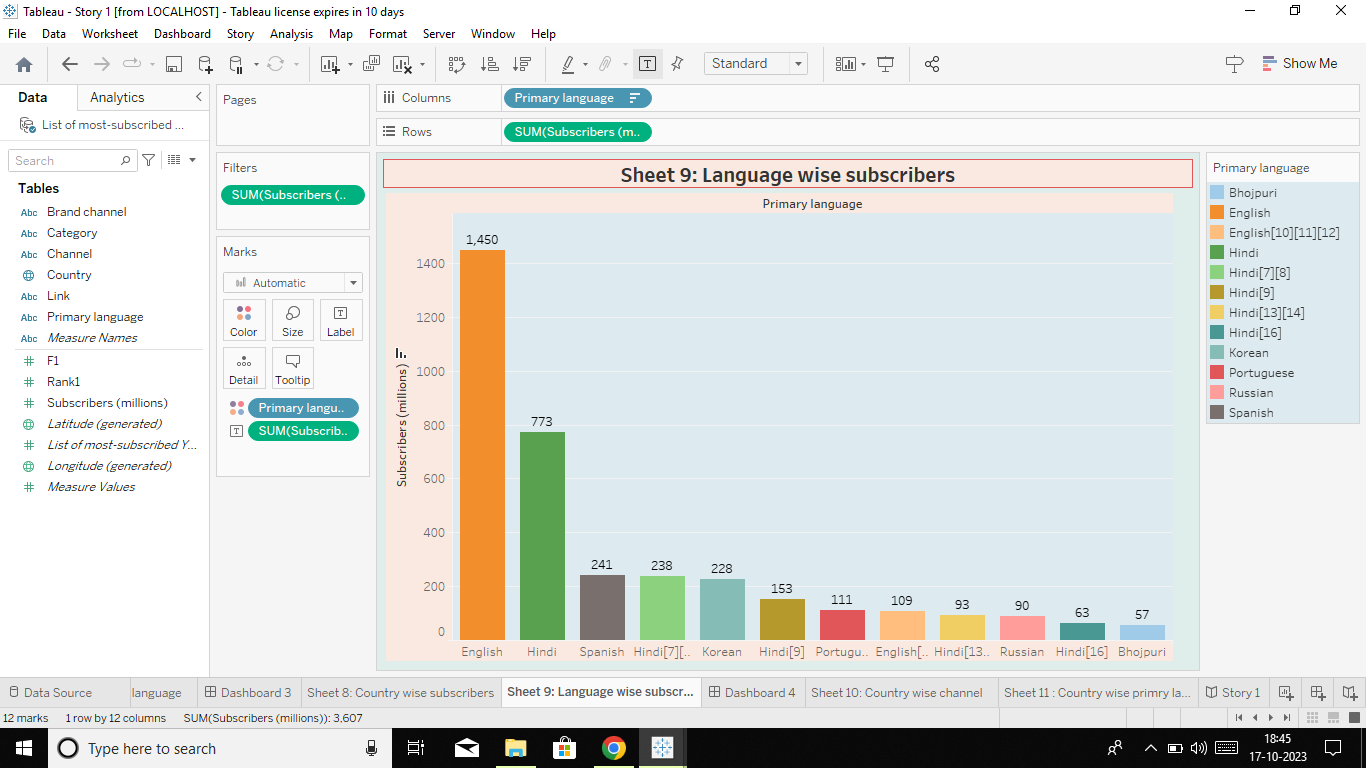 Tableau - Story 1 [from LOCALHOST] - Tableau license expires in 10 days
File Data Worksheet Dashboard Story Analysis Map Format Server Window Help
Standard
Show Me
Data Analytics
List of most-subscribed ...
Search
Tables
Abc Brand channel
Abc Category
Abc Channel
Country
Abc Link
Abc Primary language
Abc Measure Names
F1
Rank1
Subscribers (millions)
Latitude (generated)
List of most-subscribed Y...
Longitude (generated)
Measure Values
Pages
Filters
SUM(Subscribers (..
Marks
Automatic
Color Size Label
Detail Tooltip
Primary langu..
SUM(Subscrib..
Columns Primary language
Rows SUM(Subscribers (m..
Sheet 9: Language wise subscribers
Primary language
Subscribers (millions)
1400
1200
1000
800
600
400
200
0
1,450
773
241
238
228
153
111
109
93
90
63
57
English Hindi Spanish Hindi[7][.. Korean Hindi[9] Portugu.. English[.. Hindi[13.. Russian Hindi[16] Bhojpuri
Primary language
Bhojpuri
English
English[10][11][12]
Hindi
Hindi[7][8]
Hindi[9]
Hindi[13][14]
Hindi[16]
Korean
Portuguese
Russian
Spanish
Data Source language Dashboard 3 Sheet 8: Country wise subscribers Sheet 9: Language wise subscr... Dashboard 4 Sheet 10: Country wise channel Sheet 11 : Country wise primry la... Story 1
12 marks 1 row by 12 columns SUM(Subscribers (millions)): 3,607
Type here to search
18:45
17-10-2023